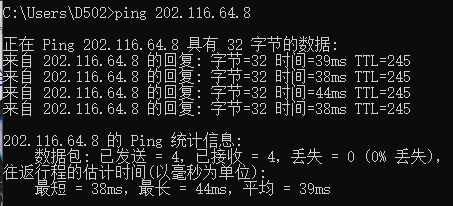 C:\Users\D502>ping 202.116.64.8
正在 Ping 202.116.64.8 具有 32 字节的数据:
来自 202.116.64.8 的回复: 字节=32 时间=39ms TTL=245
来自 202.116.64.8 的回复: 字节=32 时间=38ms TTL=245
来自 202.116.64.8 的回复: 字节=32 时间=44ms TTL=245
来自 202.116.64.8 的回复: 字节=32 时间=38ms TTL=245
202.116.64.8 的 Ping 统计信息:
数据包: 已发送 = 4, 已接收 = 4, 丢失 = 0 (0% 丢失),
往返行程的估计时间(以毫秒为单位):
最短 = 38ms, 最长 = 44ms, 平均 = 39ms